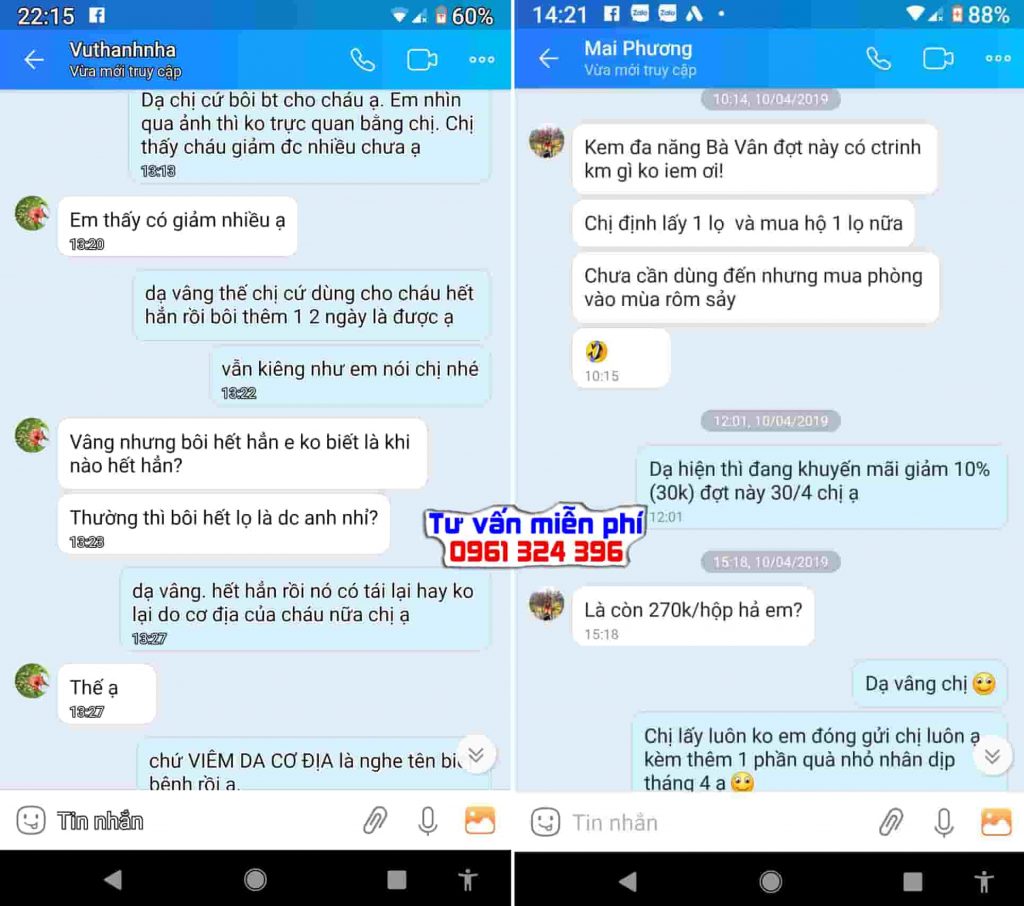 22:15
60%
Vuthanhnha
Vừa mới truy cập
Dạ chị cứ bôi bt cho cháu ạ. Em nhìn
qua ảnh thì ko trực quan bằng chị. Chị
thấy cháu giảm đc nhiều chưa ạ
13:13
Em thấy có giảm nhiều ạ
13:20
dạ vâng thế chị cứ dùng cho cháu hết
hẳn rồi bôi thêm 1 2 ngày là được ạ
vẫn kiêng như em nói chị nhé
13:22
Vâng nhưng bôi hết hẳn e ko biết là khi
nào hết hẳn?
Thường thì bôi hết lọ là dc anh nhỉ?
13:23
dạ vâng. hết hẳn rồi nó có tái lại hay ko
lại do cơ địa của cháu nữa chị ạ
13:27
Thế ạ
13:27
chứ VIÊM DA CƠ ĐỊA là nghe tên
bệnh rồi ạ.
Tin nhắn
Tư vấn miễn phí
0961 324 396
14:21
Zalo
Zalo
88%
Mai Phương
Vừa mới truy cập
10:14, 10/04/2019
Kem đa năng Bà Vân đợt này có ctrinh
km gì ko iem ơi!
Chị định lấy 1 lọ và mua hộ 1 lọ nữa
Chưa cần dùng đến nhưng mua phòng
vào mùa rôm sảy
🤣
10:15
12:01, 10/04/2019
Dạ hiện thì đang khuyến mãi giảm 10%
(30k) đợt này 30/4 chị ạ
12:01
15:18, 10/04/2019
Là còn 270k/hộp hả em?
15:18
Dạ vâng chị 🙂
Chị lấy luôn ko em đóng gửi chị luôn ạ
kèm thêm 1 phần quà nhỏ nhân dịp
tháng 4 ạ 🙂
Tin nhắn